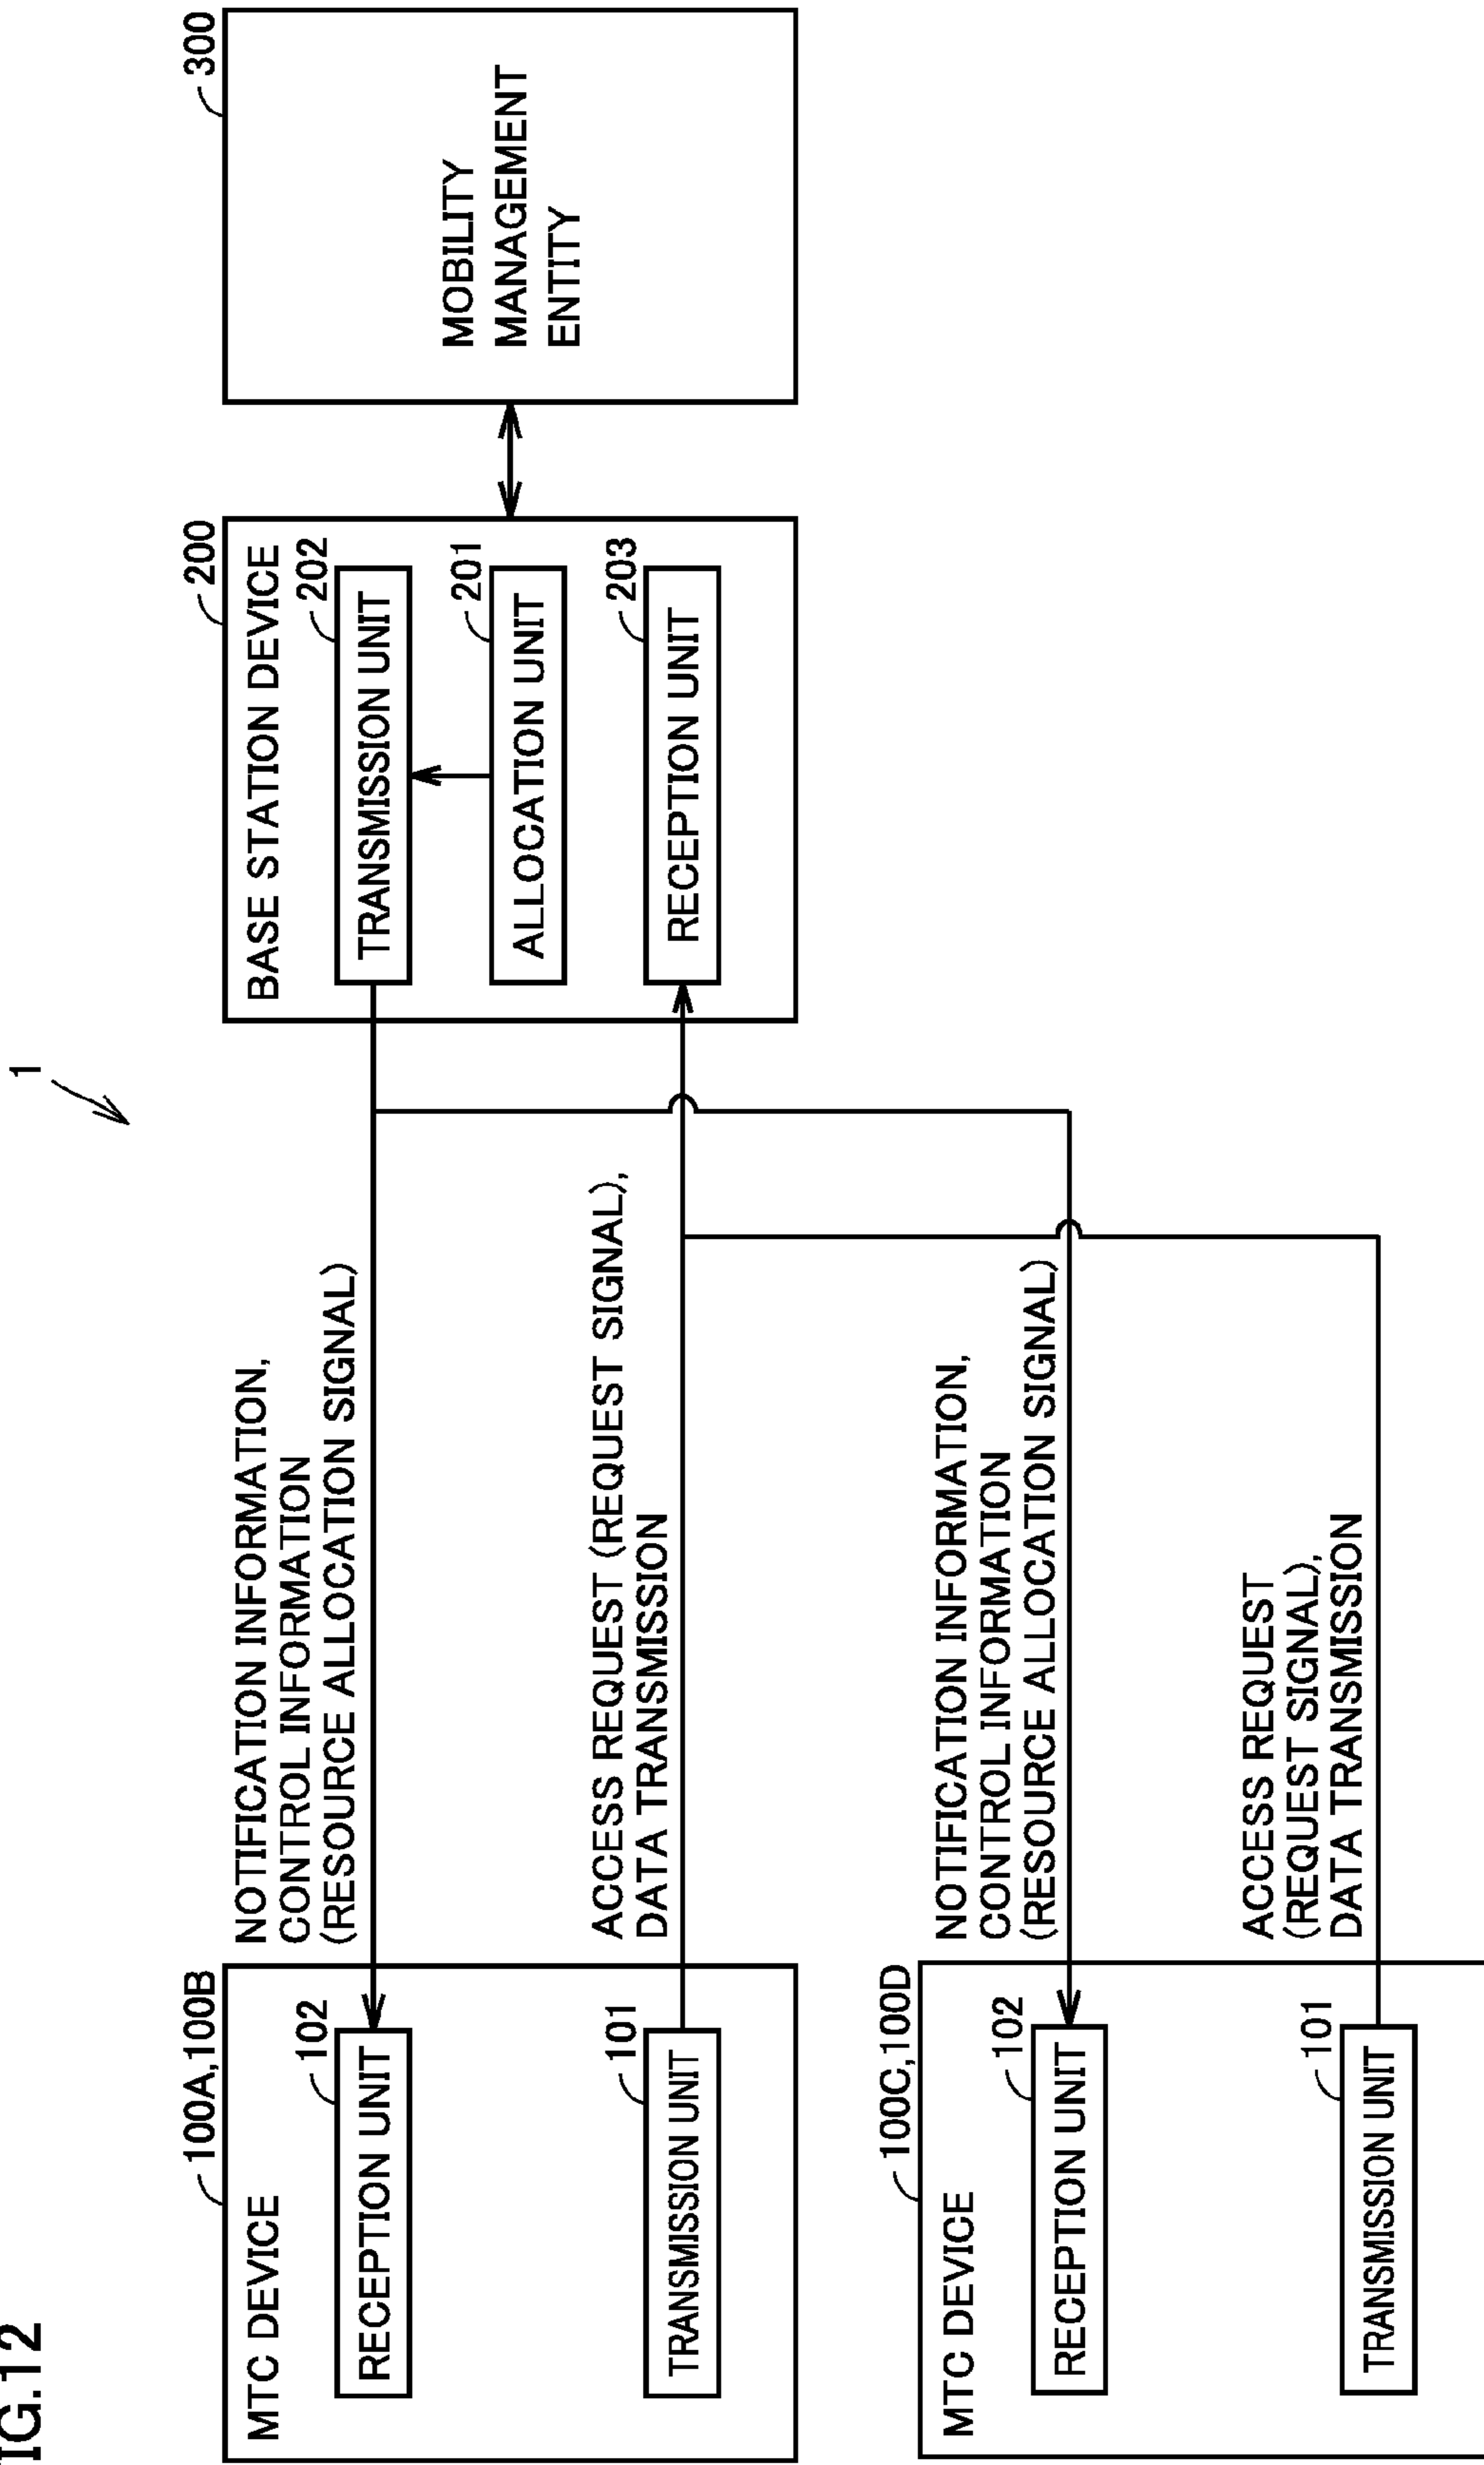 FIG.12
1
100A,100B
MTC DEVICE
102
RECEPTION UNIT
101
TRANSMISSION UNIT
NOTIFICATION INFORMATION,
CONTROL INFORMATION
(RESOURCE ALLOCATION SIGNAL)
ACCESS REQUEST (REQUEST SIGNAL),
DATA TRANSMISSION
200
BASE STATION DEVICE
202
TRANSMISSION UNIT
201
ALLOCATION UNIT
203
RECEPTION UNIT
300
MOBILITY
MANAGEMENT
ENTITY
100C,100D
MTC DEVICE
102
RECEPTION UNIT
101
TRANSMISSION UNIT
NOTIFICATION INFORMATION,
CONTROL INFORMATION
(RESOURCE ALLOCATION SIGNAL)
ACCESS REQUEST
(REQUEST SIGNAL),
DATA TRANSMISSION